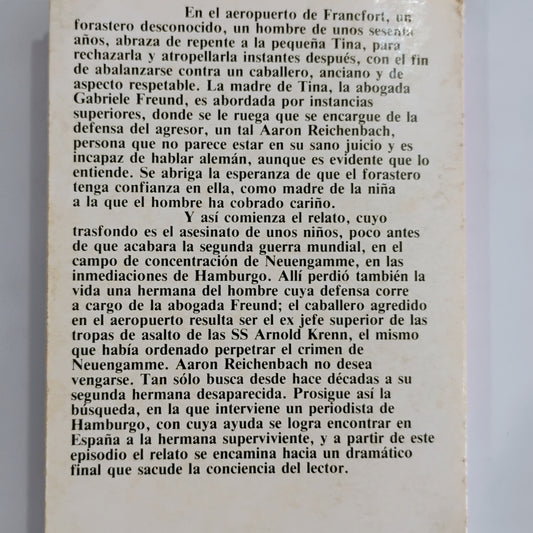 En el aeropuerto de Francfort, un
forastero desconocido, un hombre de unos sesenta
años, abraza de repente a la pequeña Tina, para
rechazarla y atropellarla instantes después, con el fin
de abalanzarse contra un caballero, anciano y de
aspecto respetable. La madre de Tina, la abogada
Gabriele Freund, es abordada por instancias
superiores, donde se le ruega que se encargue de la
defensa del agresor, un tal Aaron Reichenbach,
persona que no parece estar en su sano juicio y es
incapaz de hablar alemán, aunque es evidente que lo
entiende. Se abriga la esperanza de que el forastero
tenga confianza en ella, como madre de la niña
a la que el hombre ha cobrado cariño.
Y así comienza el relato, cuyo
trasfondo es el asesinato de unos niños, poco antes
de que acabara la segunda guerra mundial, en el
campo de concentración de Neuengamme, en las
inmediaciones de Hamburgo. Allí perdió también la
vida una hermana del hombre cuya defensa corre
a cargo de la abogada Freund; el caballero agredido
en el aeropuerto resulta ser el ex jefe superior de las
tropas de asalto de las SS Arnold Krenn, el mismo
que había ordenado perpetrar el crimen de
Neuengamme. Aaron Reichenbach no desea
vengarse. Tan sólo busca desde hace décadas a su
segunda hermana desaparecida. Prosigue así la
búsqueda, en la que interviene un periodista de
Hamburgo, con cuya ayuda se logra encontrar en
España a la hermana superviviente, y a partir de este
episodio el relato se encamina hacia un dramático
final que sacude la conciencia del lector.